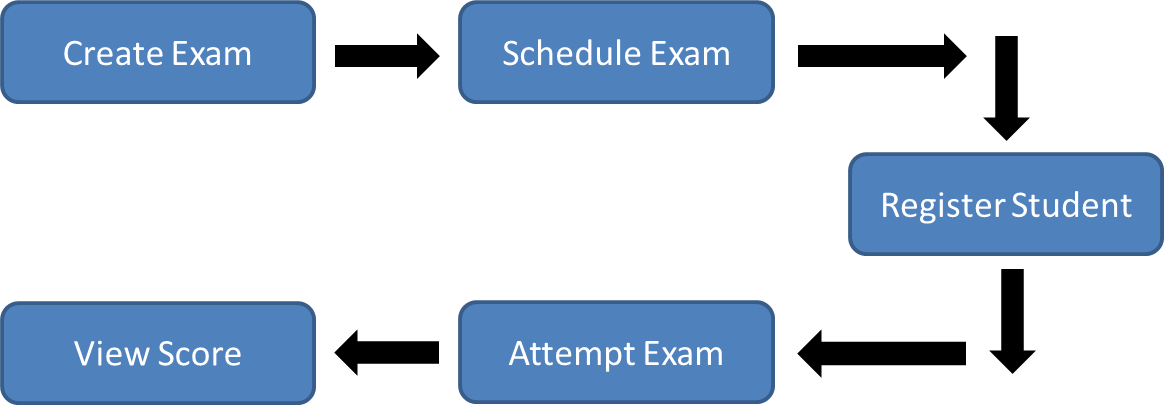 Create Exam
Schedule Exam
Register Student
Attempt Exam
View Score